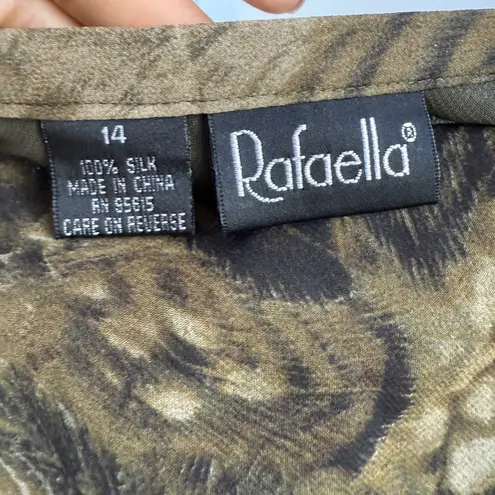 14
100% SILK
MADE IN CHINA
RN 95615
CARE ON REVERSE
Rafaella®